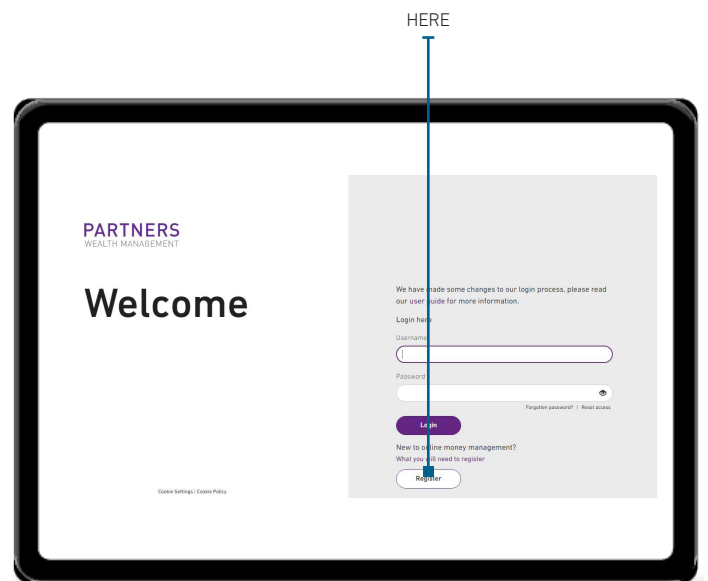 HERE
PARTNERS
WEALTH MANAGEMENT
Welcome
We have made some changes to our login process, please read
our user guide for more information.
Login here
Username
Password
Forgotten password? | Reset access
Login
New to online money management?
What you will need to register
Register
Cookie Settings | Cookie Policy